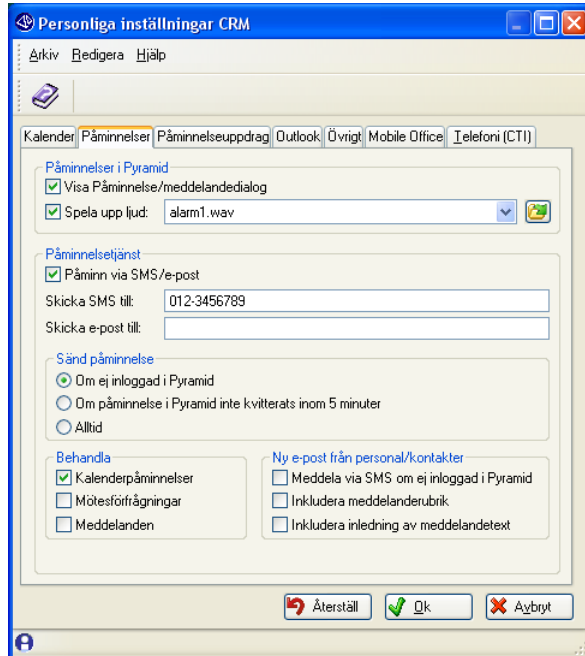 Personliga inställningar CRM
Arkiv Redigera Hjälp
Kalender Påminnelser Påminnelseuppdrag Outlook Övrigt Mobile Office Telefoni (CTI)
Påminnelser i Pyramid
Visa Påminnelse/meddelandedialog
Spela upp ljud: alarm1.wav
Påminnelsetjänst
Påminn via SMS/e-post
Skicka SMS till: 012-3456789
Skicka e-post till:
Sänd påminnelse
Om ej inloggad i Pyramid
Om påminnelse i Pyramid inte kvitterats inom 5 minuter
Alltid
Behandla
Kalenderpåminnelser
Mötesförfrågningar
Meddelanden
Ny e-post från personal/kontakter
Meddela via SMS om ej inloggad i Pyramid
Inkludera meddelanderubrik
Inkludera inledning av meddelandetext
Återställ Ok Avbryt